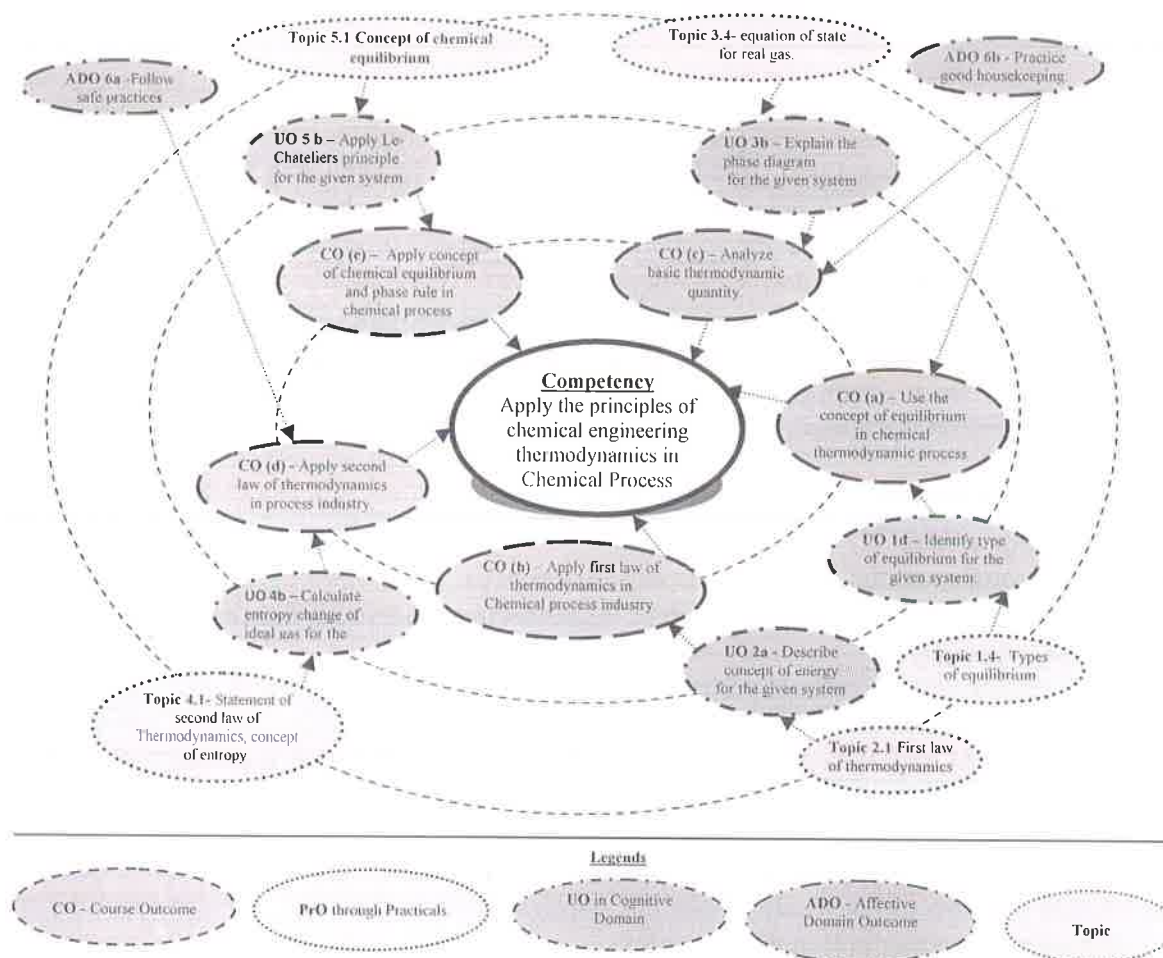 Topic 5.1 Concept of chemical
equilibrium
Topic 3.4- equation of state
for real gas.
ADO 6a -Follow
safe practices
ADO 6b - Practice
good housekeeping.
UO 5 b – Apply Le-
Chateliers principle
for the given system
UO 3b – Explain the
phase diagram
for the given system
CO (e) – Apply concept
of chemical equilibrium
and phase rule in
chemical process
CO (c) – Analyze
basic thermodynamic
quantity.
Competency
Apply the principles of
chemical engineering
thermodynamics in
Chemical Process
CO (a) – Use the
concept of equilibrium
in chemical
thermodynamic process
CO (d) - Apply second
law of thermodynamics
in process industry.
UO 1d – Identify type
of equilibrium for the
given system.
CO (b) – Apply first law of
thermodynamics in
Chemical process industry
UO 4b – Calculate
entropy change of
ideal gas for the
UO 2a - Describe
concept of energy
for the given system
Topic 1.4- Types
of equilibrium
Topic 4.1- Statement of
second law of
Thermodynamics, concept
of entropy
Topic 2.1 First law
of thermodynamics
Legends
CO - Course Outcome
PrO through Practicals
UO in Cognitive
Domain
ADO - Affective
Domain Outcome
Topic